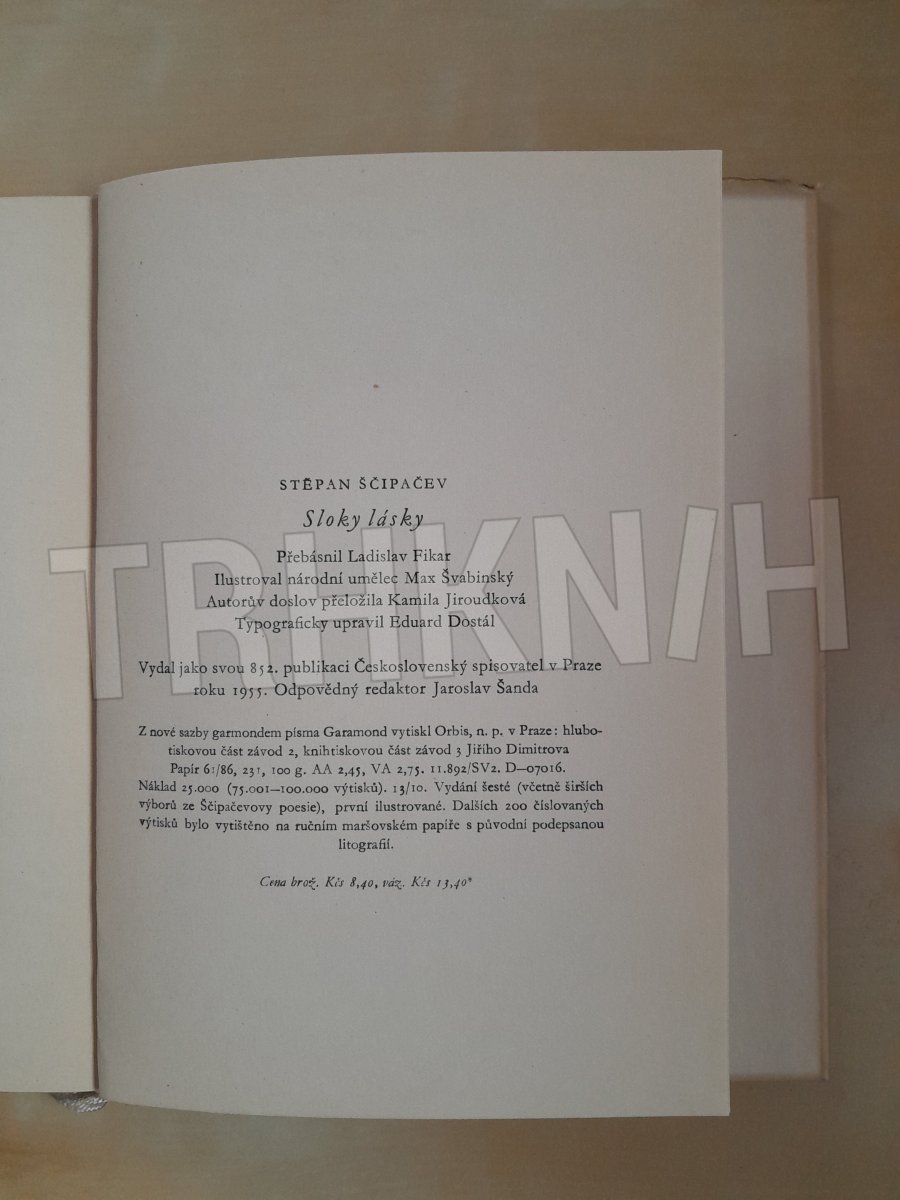 STĚPAN ŠČIPAČEV
Sloky lásky
Přebásnil Ladislav Fikar
Ilustroval národní umělec Max Švabinský
Autorův doslov přeložila Kamila Jiroudková
Typograficky upravil Eduard Dostál
Vydal jako svou 852. publikaci Československý spisovatel v Praze
roku 1955. Odpovědný redaktor Jaroslav Šanda
Z nové sazby garmondem písma Garamond vytiskl Orbis, n. p. v Praze: hlubo-
tiskovou část závod 2, knihtiskovou část závod 3 Jiřího Dimitrova
Papír 61/86, 231, 100 g. AA 2,45, VA 2,75. 11.892/SV2. D—07016.
Náklad 25.000 (75.001—100.000 výtisků). 13/10. Vydání šesté (včetně širších
výborů ze Ščipačevovy poesie), první ilustrované. Dalších 200 číslovaných
výtisků bylo vytištěno na ručním maršovském papíře s původní podepsanou
litografií.
Cena brož. Kčs 8,40, váz. Kčs 13,40*
TRHKN/H